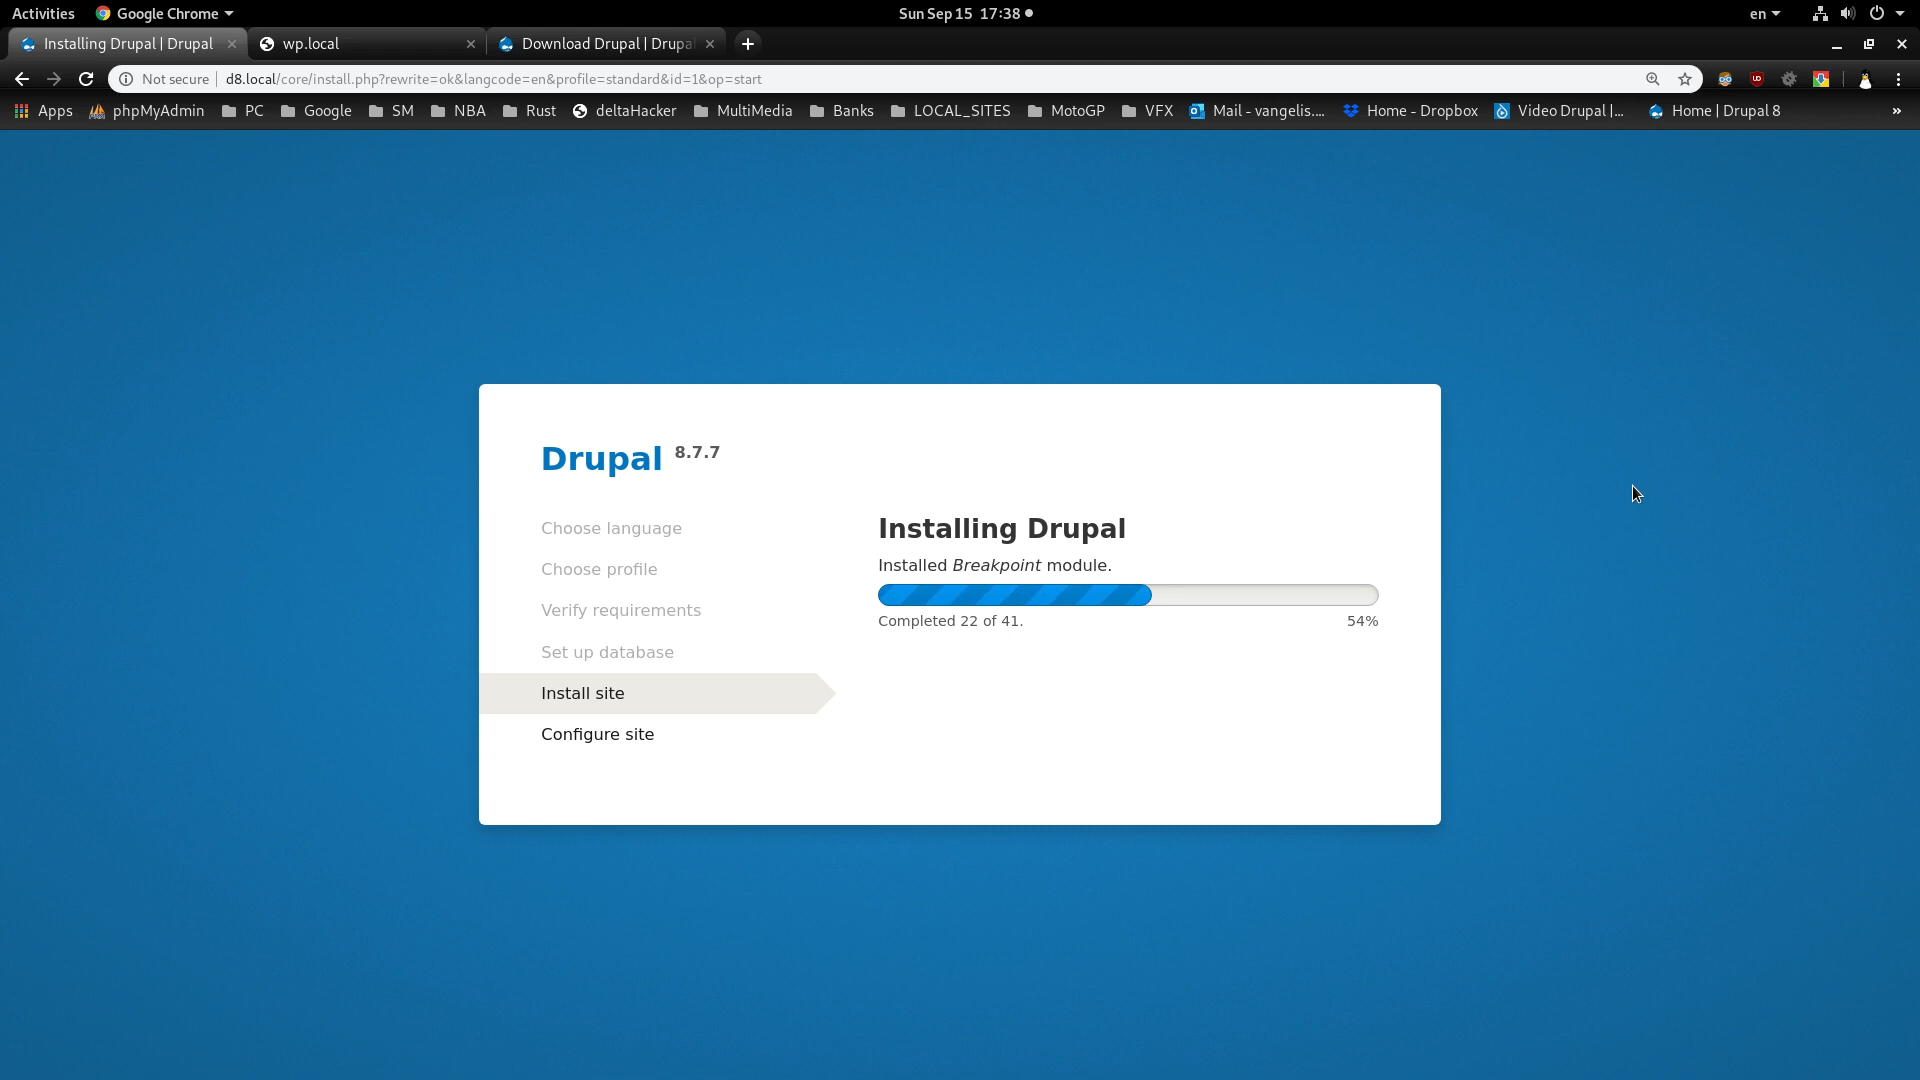 Activities Google Chrome Sun Sep 15 17:38 en
Installing Drupal | Drupal wp.local Download Drupal | Drupa
Not secure d8.local/core/install.php?rewrite=ok&langcode=en&profile=standard&id=1&op=start
Apps phpMyAdmin PC Google SM NBA Rust deltaHacker MultiMedia Banks LOCAL_SITES MotoGP VFX Mail - vangelis.... Home - Dropbox Video Drupal |... Home | Drupal 8 »
Drupal 8.7.7
Choose language
Choose profile
Verify requirements
Set up database
Install site
Configure site
Installing Drupal
Installed Breakpoint module.
Completed 22 of 41. 54%